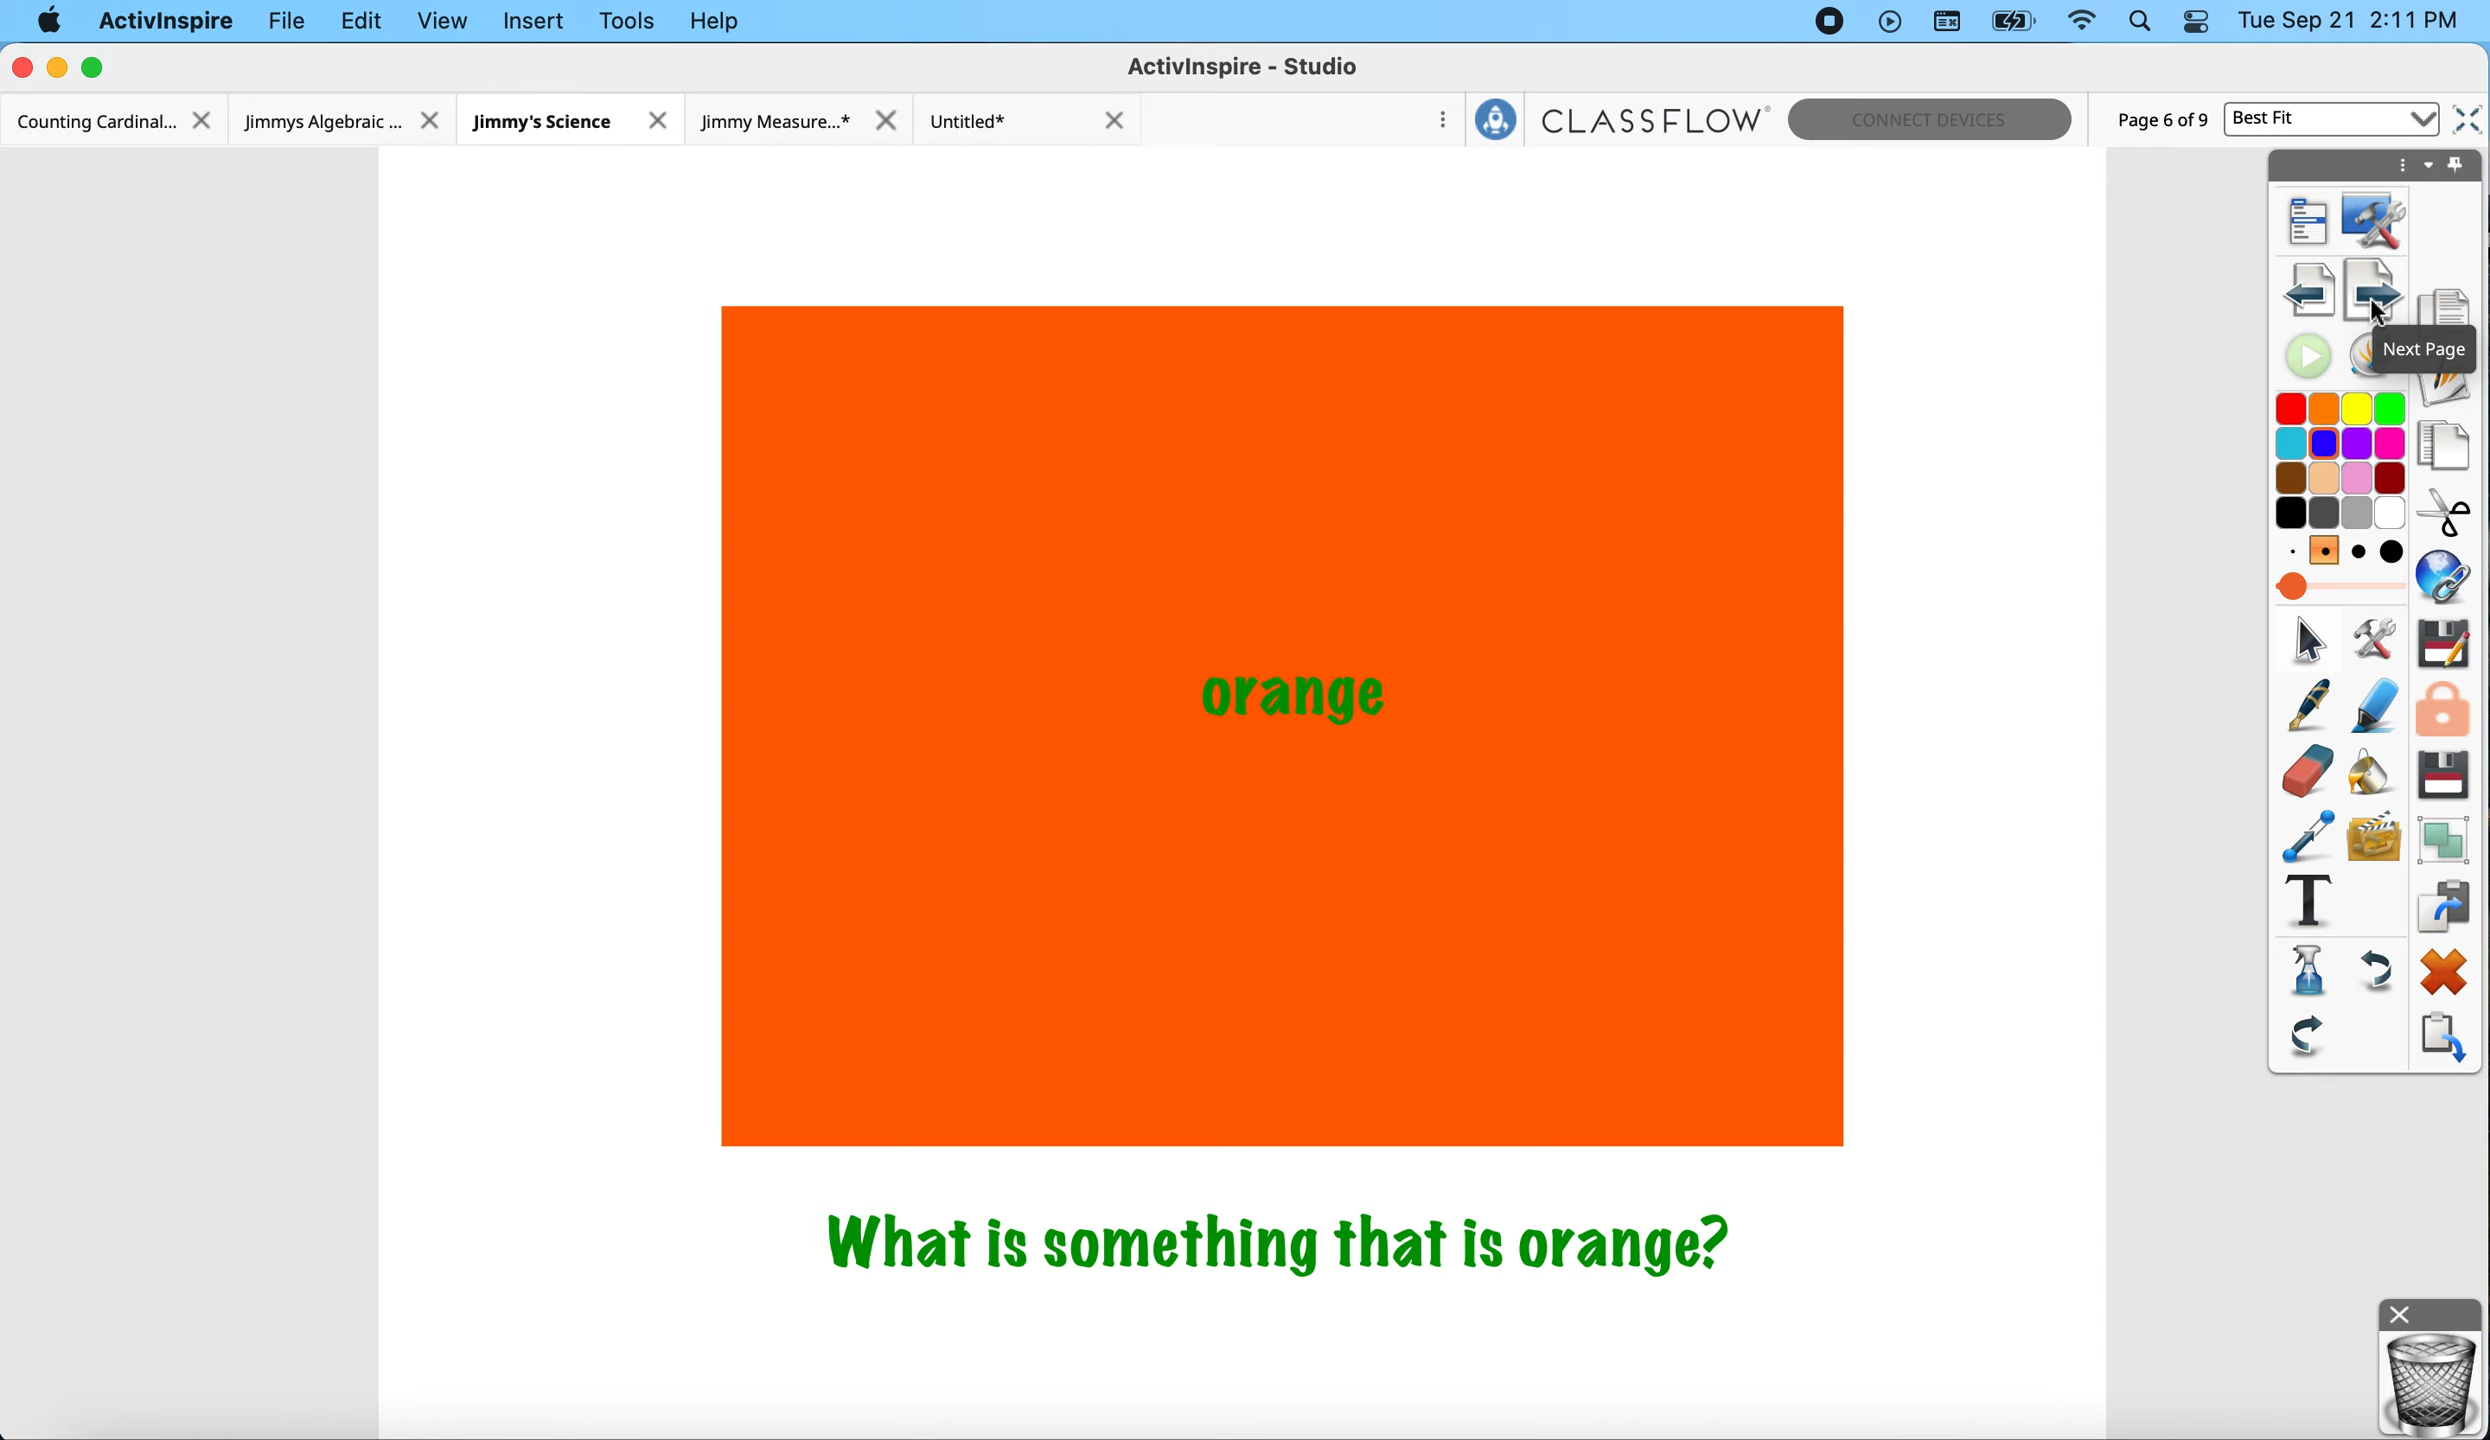 ActivInspire File Edit View Insert Tools Help Tue Sep 21 2:11 PM
ActivInspire - Studio
Counting Cardinal... Jimmys Algebraic ... Jimmy's Science Jimmy Measure...* Untitled* CLASSFLOW® CONNECT DEVICES Page 6 of 9 Best Fit
Next Page
orange
T
What is something that is orange?